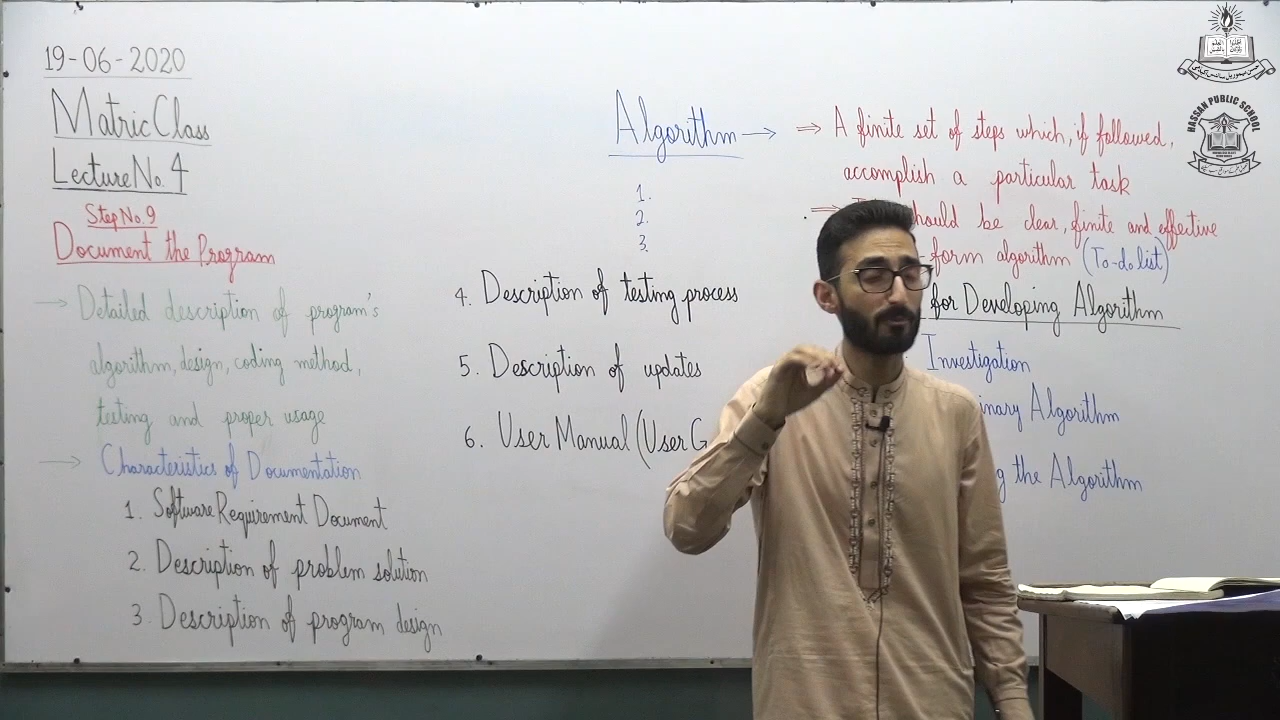 19-06-2020
Matric Class
Lecture No. 4
Step No. 9
Document the Program
→ Detailed description of program's
algorithm, design, coding method,
testing and proper usage
→ Characteristics of Documentation
1. Software Requirement Document
2. Description of problem solution
3. Description of program design
4. Description of testing process
5. Description of updates
6. User Manual (User G
Algorithm → ⇒ A finite set of steps which, if followed,
accomplish a particular task
1.
2.
3.
⇒ should be clear, finite and effective
form algorithm (To-do list)
for Developing Algorithm
Investigation
Algorithm
the Algorithm
HASSAN PUBLIC SCHOOL